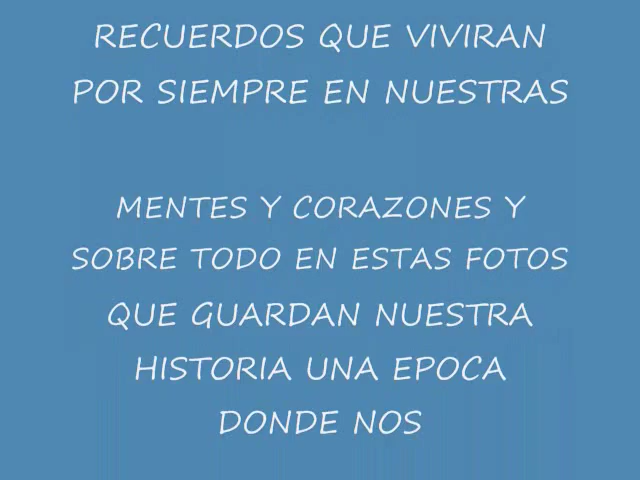 RECUERDOS QUE VIVIRAN
POR SIEMPRE EN NUESTRAS
MENTES Y CORAZONES Y
SOBRE TODO EN ESTAS FOTOS
QUE GUARDAN NUESTRA
HISTORIA UNA EPOCA
DONDE NOS